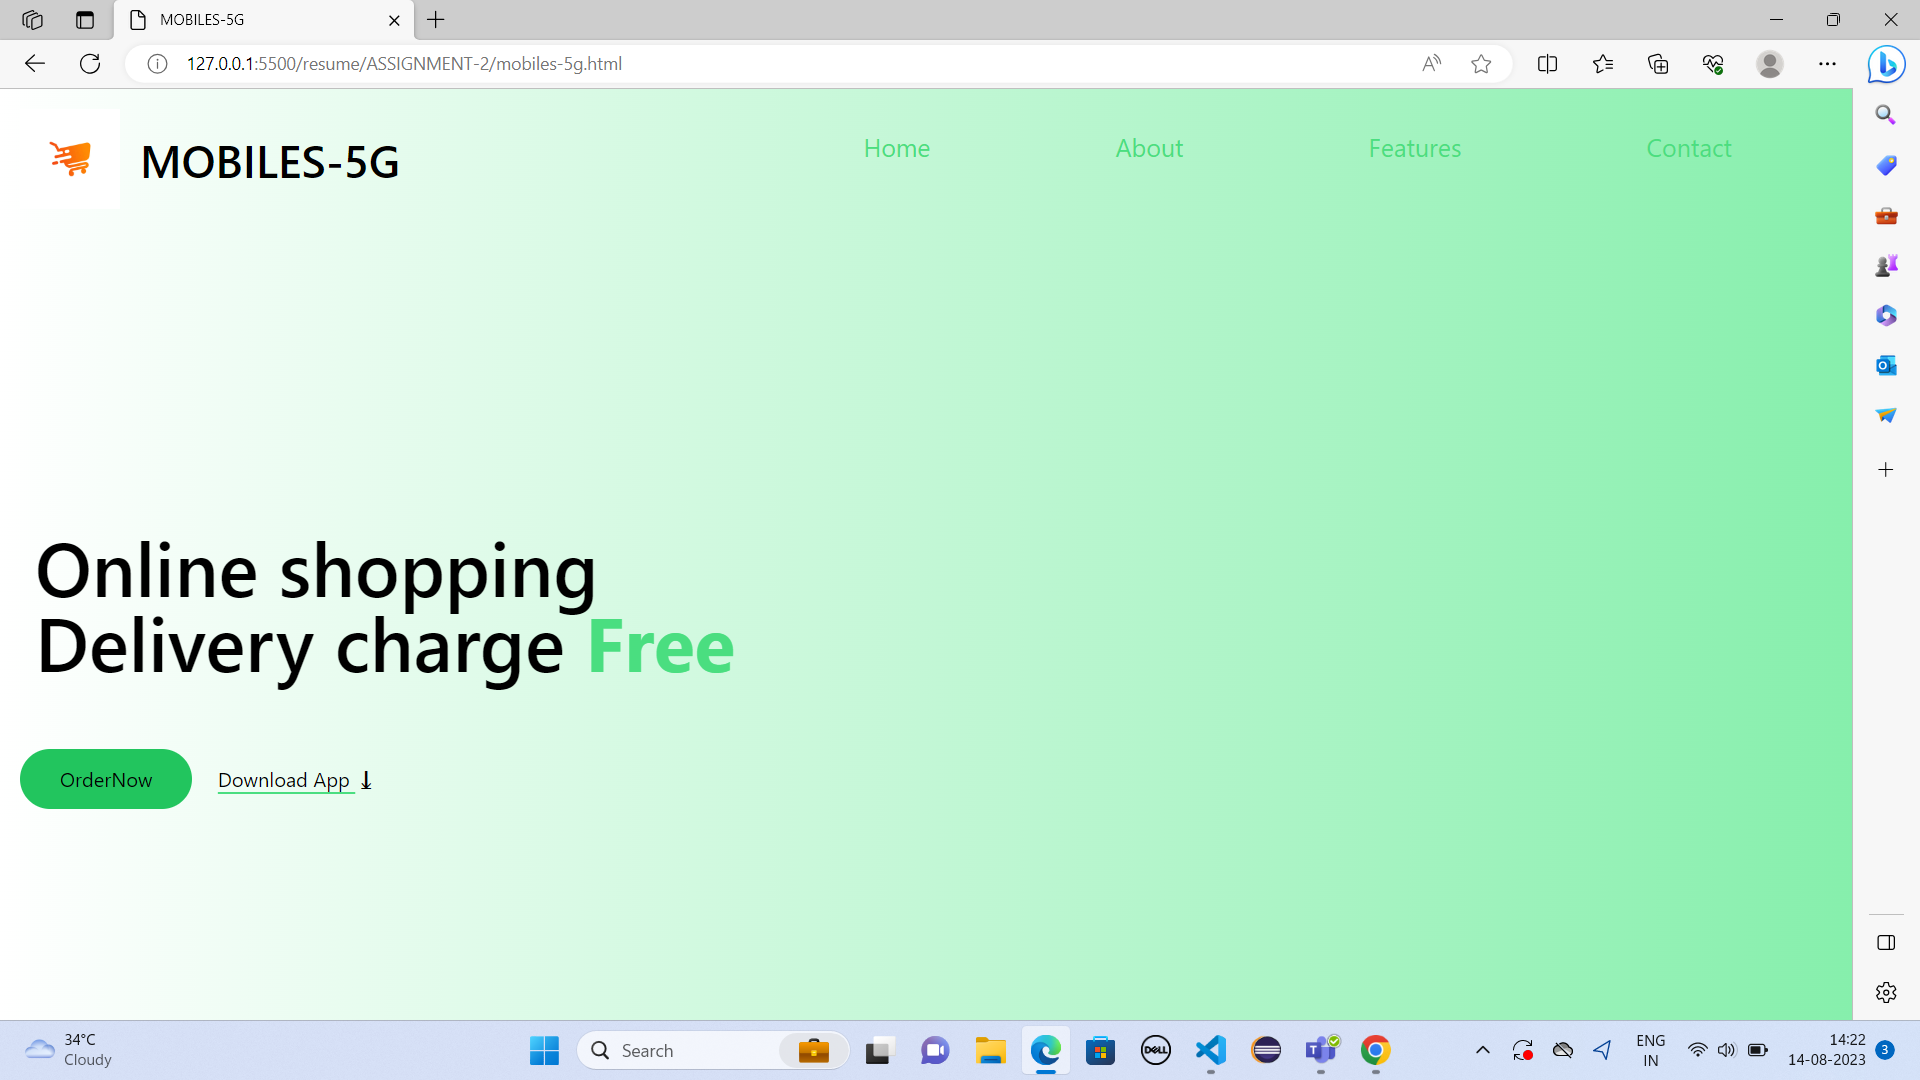 MOBILES-5G
127.0.0.1:5500/resume/ASSIGNMENT-2/mobiles-5g.html
MOBILES-5G
Home About Features Contact
Online shopping
Delivery charge Free
OrderNow Download App
34°C
Cloudy
Search
DELL
ENG
IN
14:22
14-08-2023
3